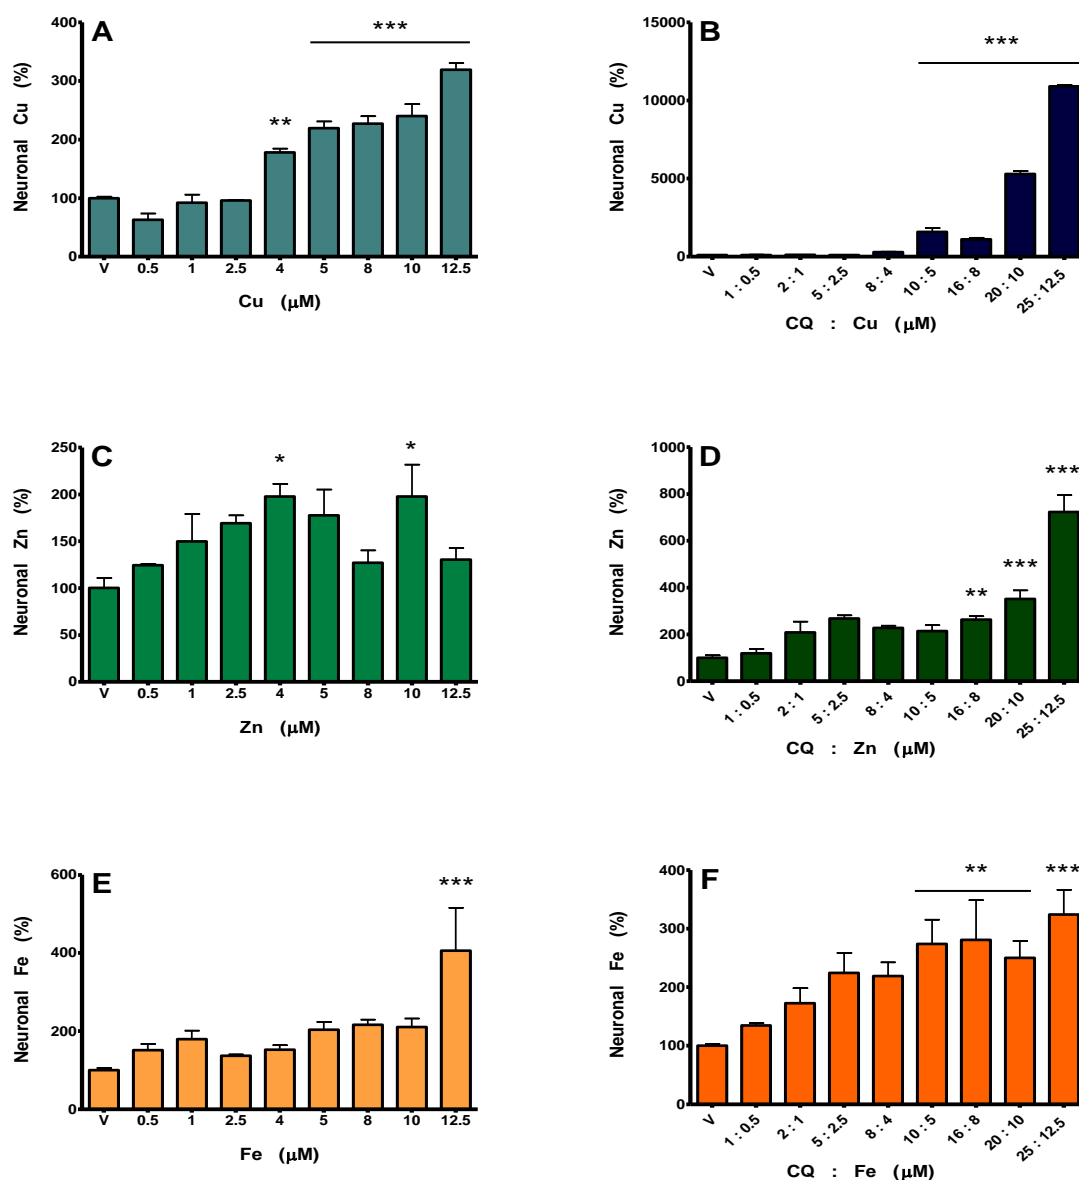 A
***
**
Neuronal Cu (%)
400
300
200
100
0
V 0.5 1 2.5 4 5 8 10 12.5
Cu (μM)
B
***
Neuronal Cu (%)
15000
10000
5000
0
V 1 : 0.5 2 : 1 5 : 2.5 8 : 4 10 : 5 16 : 8 20 : 10 25 : 12.5
CQ : Cu (μM)
C
* *
Neuronal Zn (%)
250
200
150
100
50
0
V 0.5 1 2.5 4 5 8 10 12.5
Zn (μM)
D
***
***
**
Neuronal Zn (%)
1000
800
600
400
200
0
V 1 : 0.5 2 : 1 5 : 2.5 8 : 4 10 : 5 16 : 8 20 : 10 25 : 12.5
CQ : Zn (μM)
E
***
Neuronal Fe (%)
600
400
200
0
V 0.5 1 2.5 4 5 8 10 12.5
Fe (μM)
F
** ***
Neuronal Fe (%)
400
300
200
100
0
V 1 : 0.5 2 : 1 5 : 2.5 8 : 4 10 : 5 16 : 8 20 : 10 25 : 12.5
CQ : Fe (μM)